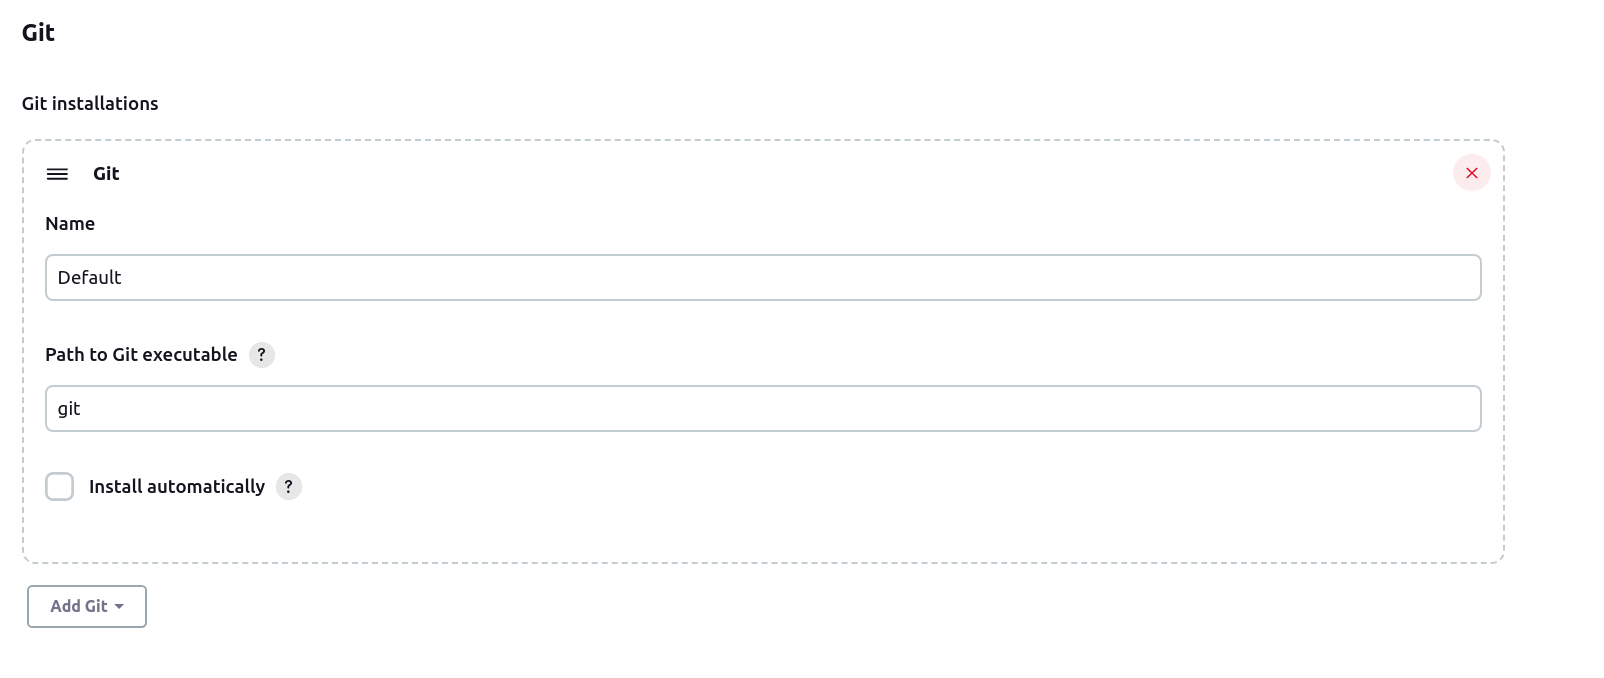 Git
Git installations
Git
Name
Default
Path to Git executable ?
git
Install automatically ?
Add Git